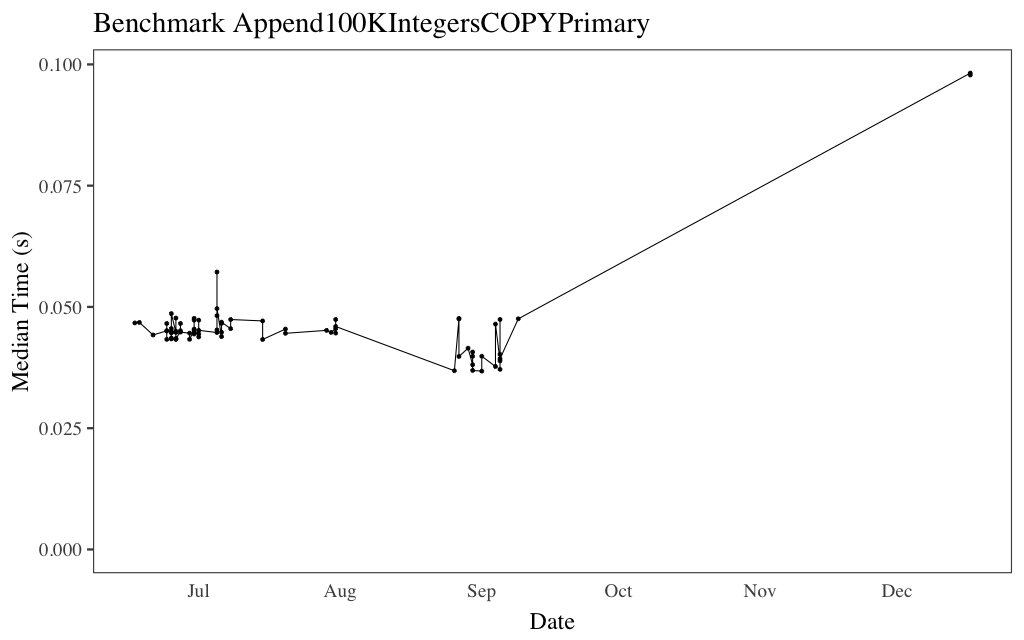 Benchmark Append100KIntegersCOPYPrimary
0.100
0.075
0.050
0.025
0.000
Median Time (s)
Jul Aug Sep Oct Nov Dec
Date